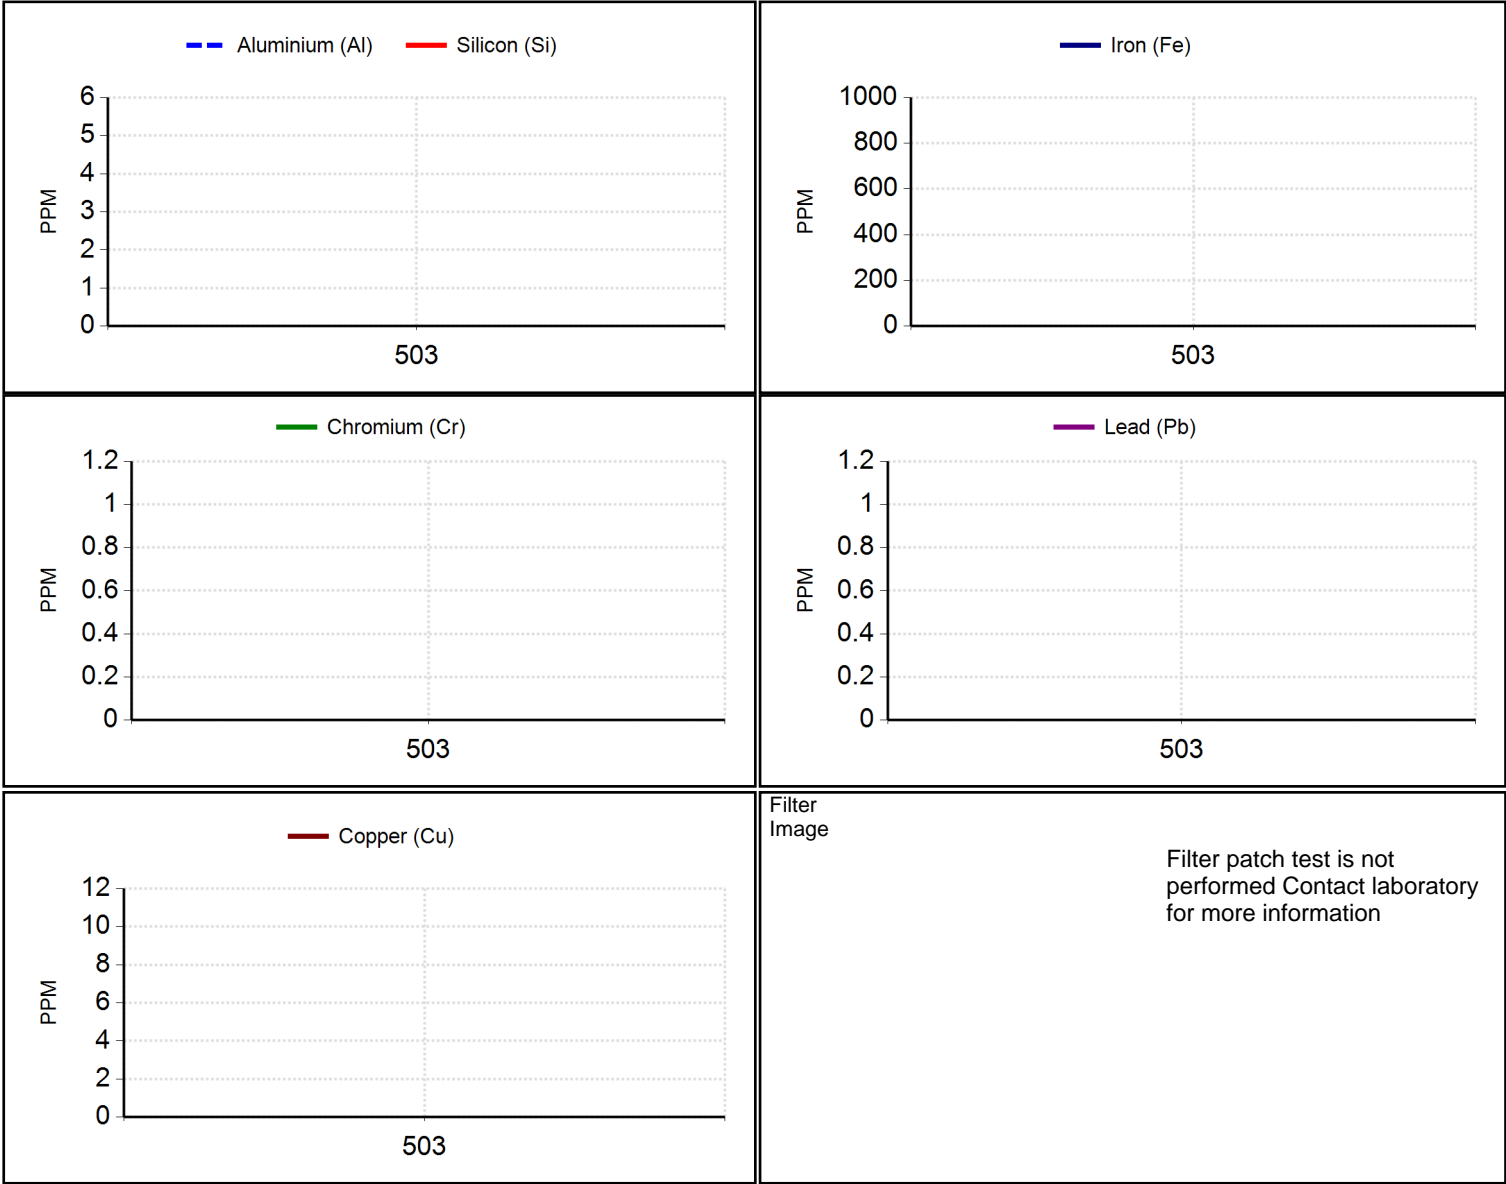 Aluminium (Al) Silicon (Si)
6
5
4
3
2
1
0
PPM
503
Iron (Fe)
1000
800
600
400
200
0
PPM
503
Chromium (Cr)
1.2
1
0.8
0.6
0.4
0.2
0
PPM
503
Lead (Pb)
1.2
1
0.8
0.6
0.4
0.2
0
PPM
503
Copper (Cu)
12
10
8
6
4
2
0
PPM
503
Filter
Image
Filter patch test is not
performed Contact laboratory
for more information